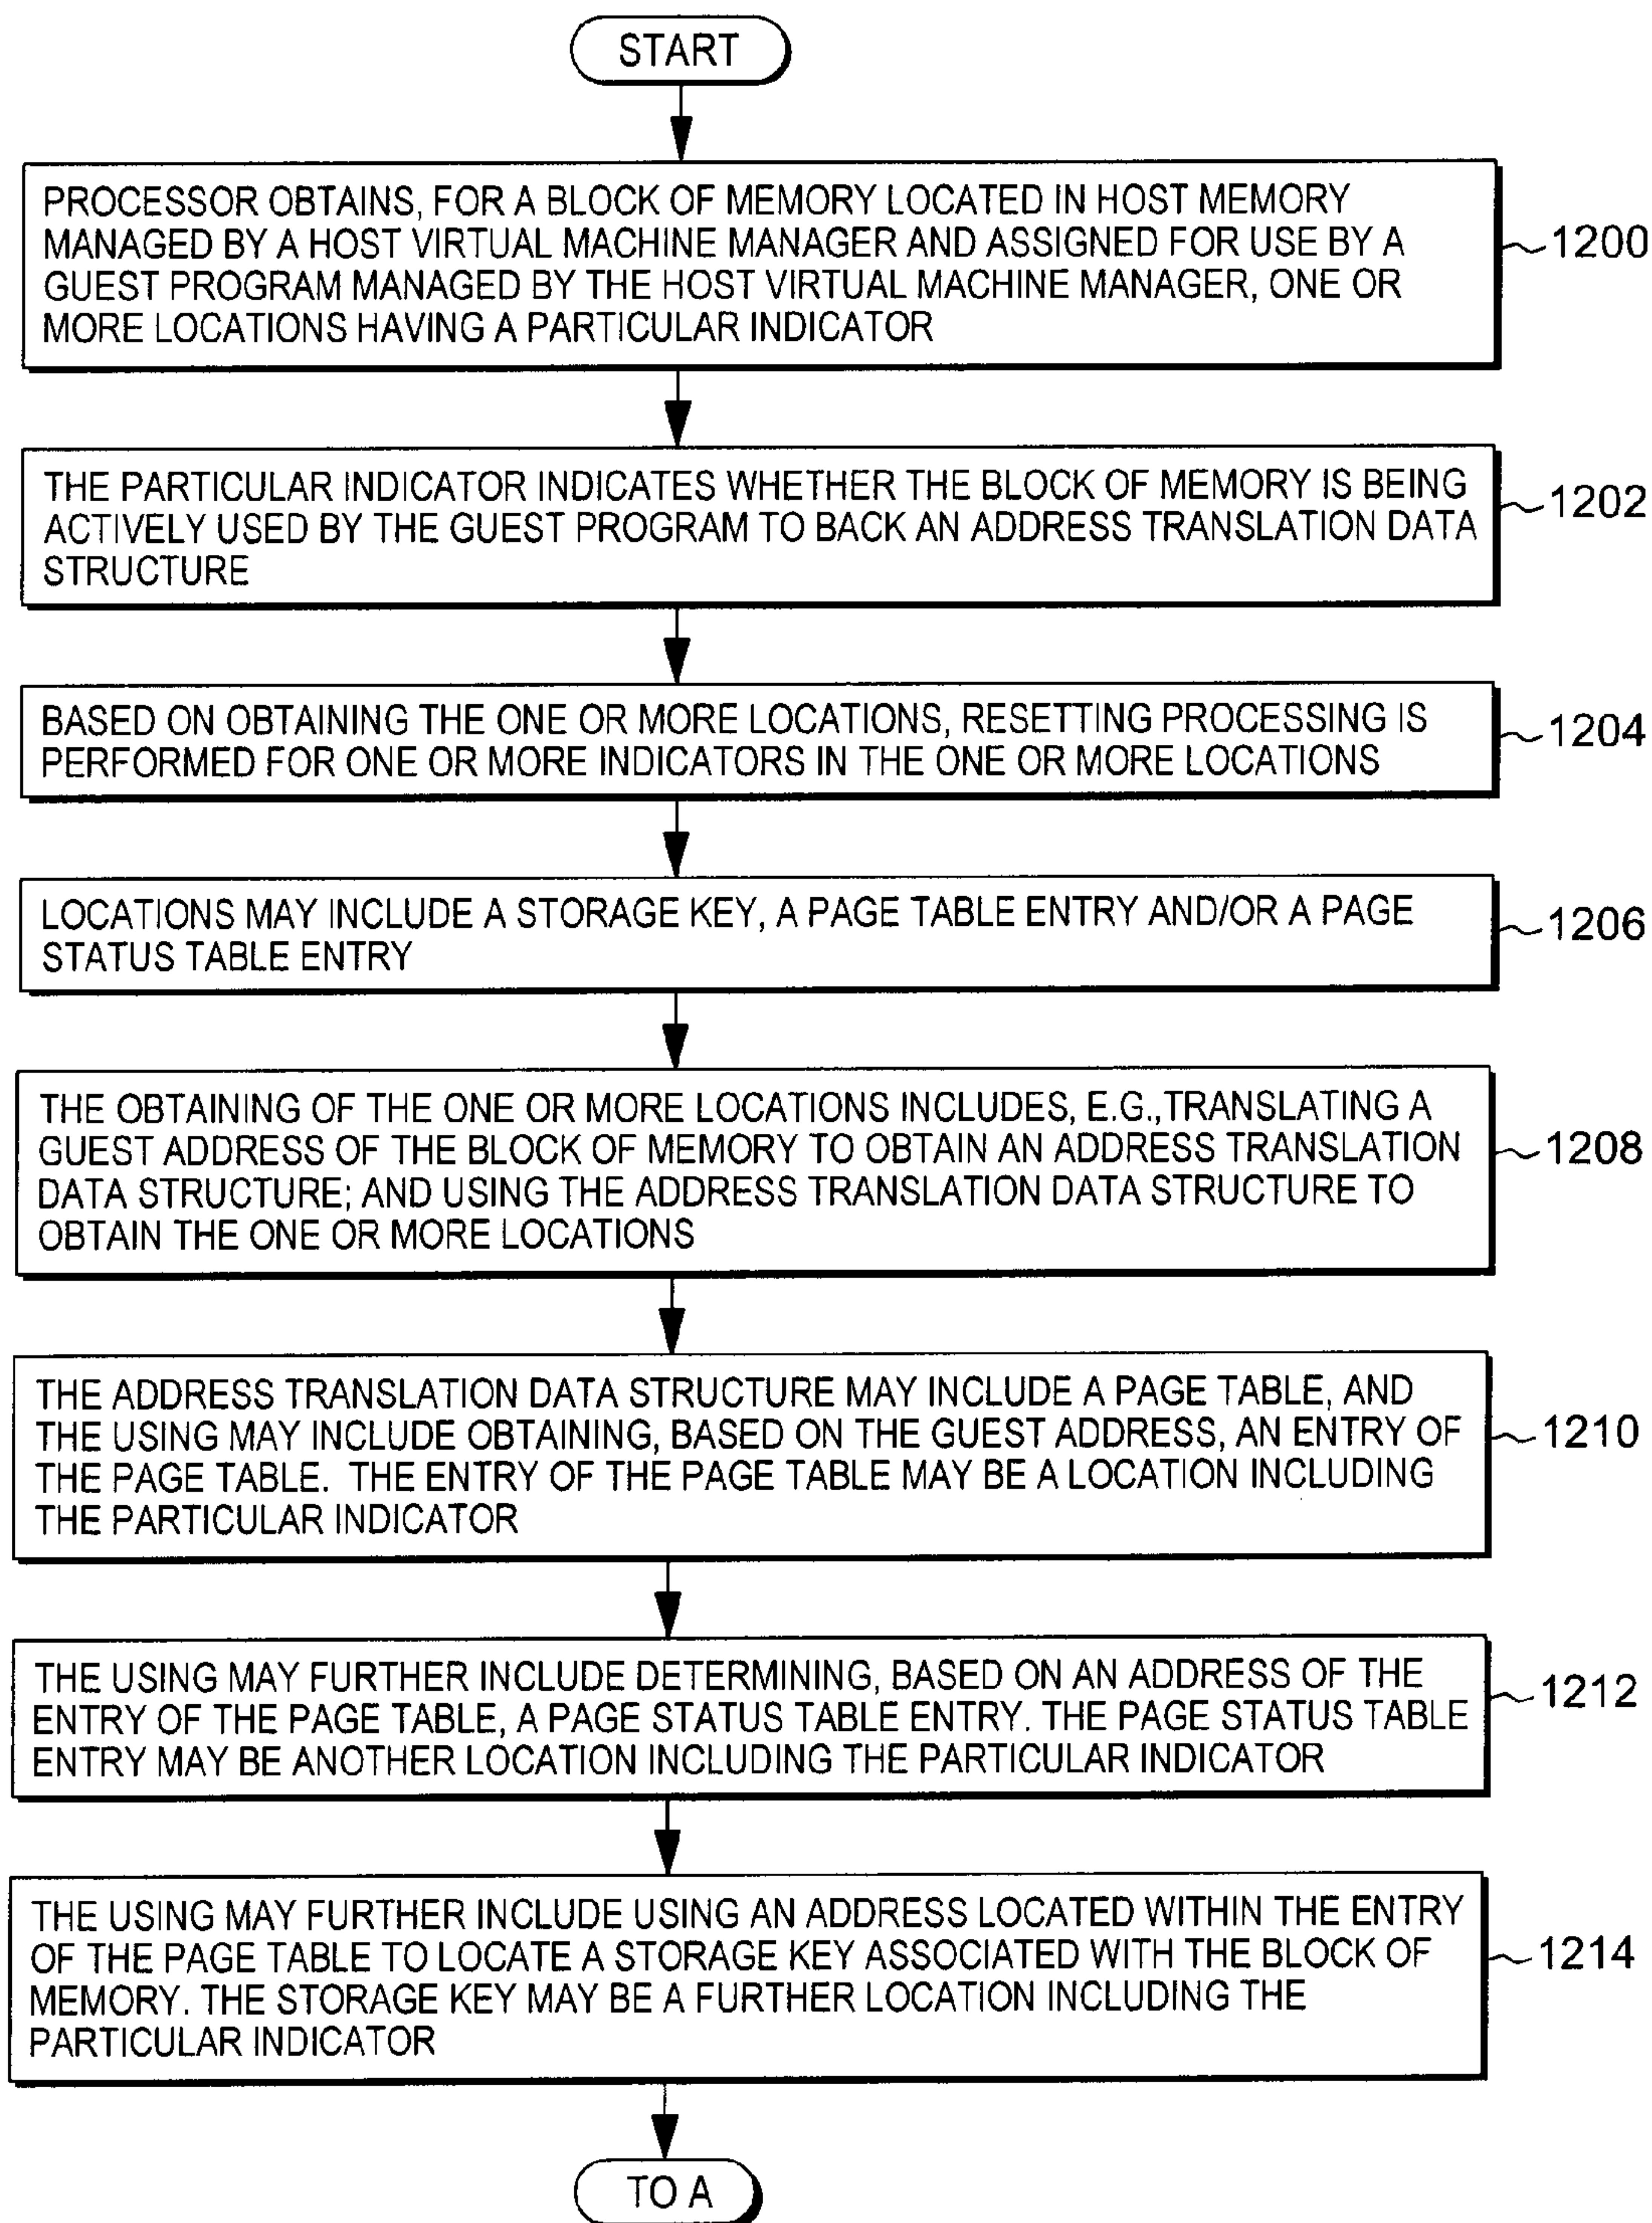 START
PROCESSOR OBTAINS, FOR A BLOCK OF MEMORY LOCATED IN HOST MEMORY
MANAGED BY A HOST VIRTUAL MACHINE MANAGER AND ASSIGNED FOR USE BY A
GUEST PROGRAM MANAGED BY THE HOST VIRTUAL MACHINE MANAGER, ONE OR
MORE LOCATIONS HAVING A PARTICULAR INDICATOR
1200
THE PARTICULAR INDICATOR INDICATES WHETHER THE BLOCK OF MEMORY IS BEING
ACTIVELY USED BY THE GUEST PROGRAM TO BACK AN ADDRESS TRANSLATION DATA
STRUCTURE
1202
BASED ON OBTAINING THE ONE OR MORE LOCATIONS, RESETTING PROCESSING IS
PERFORMED FOR ONE OR MORE INDICATORS IN THE ONE OR MORE LOCATIONS
1204
LOCATIONS MAY INCLUDE A STORAGE KEY, A PAGE TABLE ENTRY AND/OR A PAGE
STATUS TABLE ENTRY
1206
THE OBTAINING OF THE ONE OR MORE LOCATIONS INCLUDES, E.G.,TRANSLATING A
GUEST ADDRESS OF THE BLOCK OF MEMORY TO OBTAIN AN ADDRESS TRANSLATION
DATA STRUCTURE; AND USING THE ADDRESS TRANSLATION DATA STRUCTURE TO
OBTAIN THE ONE OR MORE LOCATIONS
1208
THE ADDRESS TRANSLATION DATA STRUCTURE MAY INCLUDE A PAGE TABLE, AND
THE USING MAY INCLUDE OBTAINING, BASED ON THE GUEST ADDRESS, AN ENTRY OF
THE PAGE TABLE. THE ENTRY OF THE PAGE TABLE MAY BE A LOCATION INCLUDING
THE PARTICULAR INDICATOR
1210
THE USING MAY FURTHER INCLUDE DETERMINING, BASED ON AN ADDRESS OF THE
ENTRY OF THE PAGE TABLE, A PAGE STATUS TABLE ENTRY. THE PAGE STATUS TABLE
ENTRY MAY BE ANOTHER LOCATION INCLUDING THE PARTICULAR INDICATOR
1212
THE USING MAY FURTHER INCLUDE USING AN ADDRESS LOCATED WITHIN THE ENTRY
OF THE PAGE TABLE TO LOCATE A STORAGE KEY ASSOCIATED WITH THE BLOCK OF
MEMORY. THE STORAGE KEY MAY BE A FURTHER LOCATION INCLUDING THE
PARTICULAR INDICATOR
1214
TO A